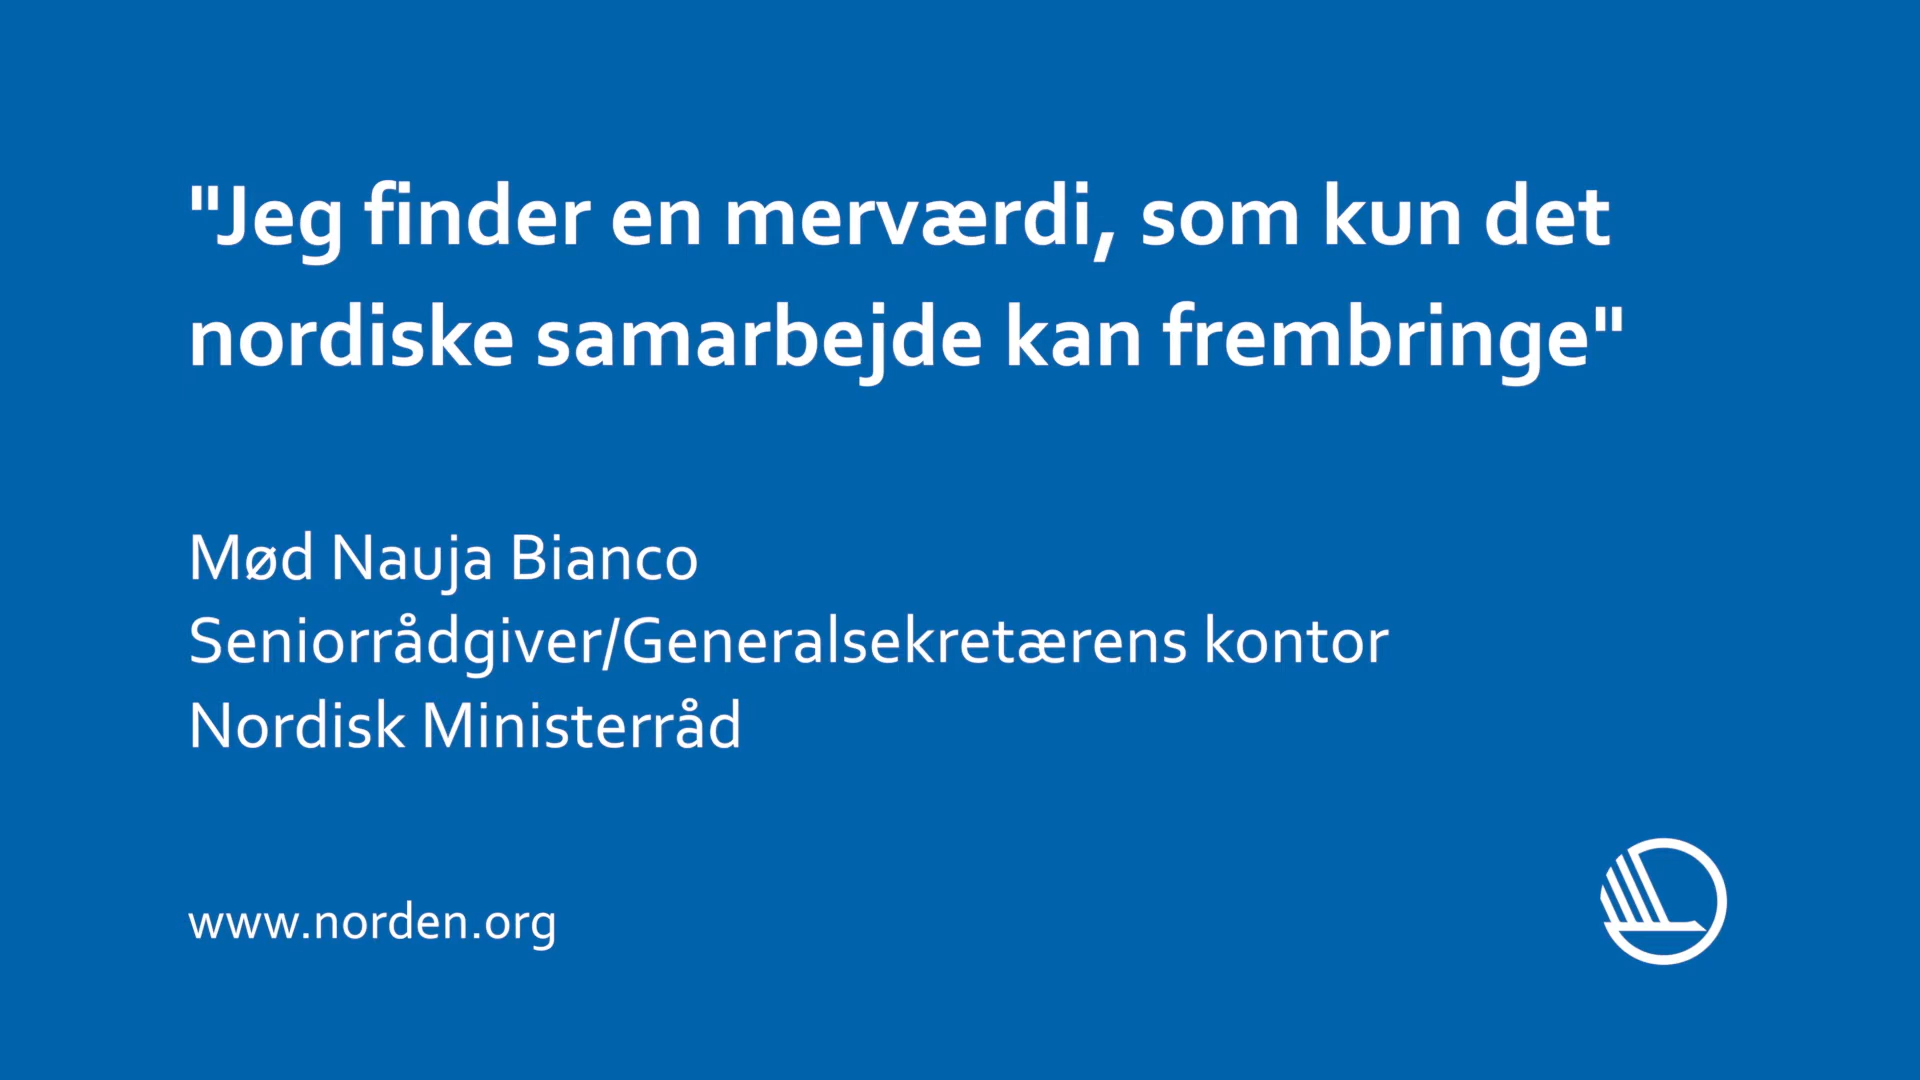 "Jeg finder en merværdi, som kun det
nordiske samarbejde kan frembringe"
Mød Nauja Bianco
Seniorrådgiver/Generalsekretærens kontor
Nordisk Ministerråd
www.norden.org